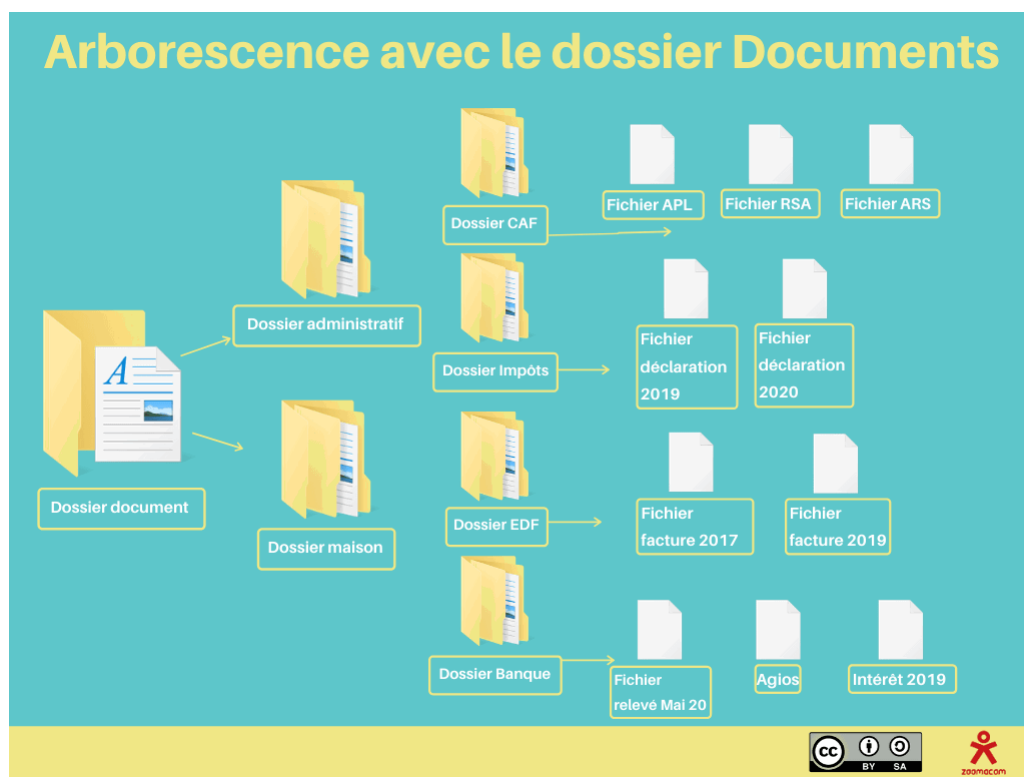 Arborescence avec le dossier Documents
Dossier document
Dossier administratif
Dossier maison
Dossier CAF
Fichier APL
Fichier RSA
Fichier ARS
Dossier Impôts
Fichier
déclaration
2019
Fichier
déclaration
2020
Dossier EDF
Fichier
facture 2017
Fichier
facture 2019
Dossier Banque
Fichier
relevé Mai 20
Agios
Intérêt 2019
A
cc
BY SA
zoomacom